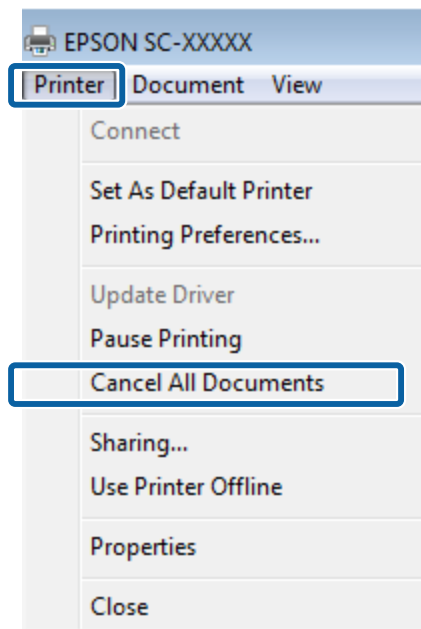 EPSON SC-XXXXX
Printer Document View
Connect
Set As Default Printer
Printing Preferences...
Update Driver
Pause Printing
Cancel All Documents
Sharing...
Use Printer Offline
Properties
Close